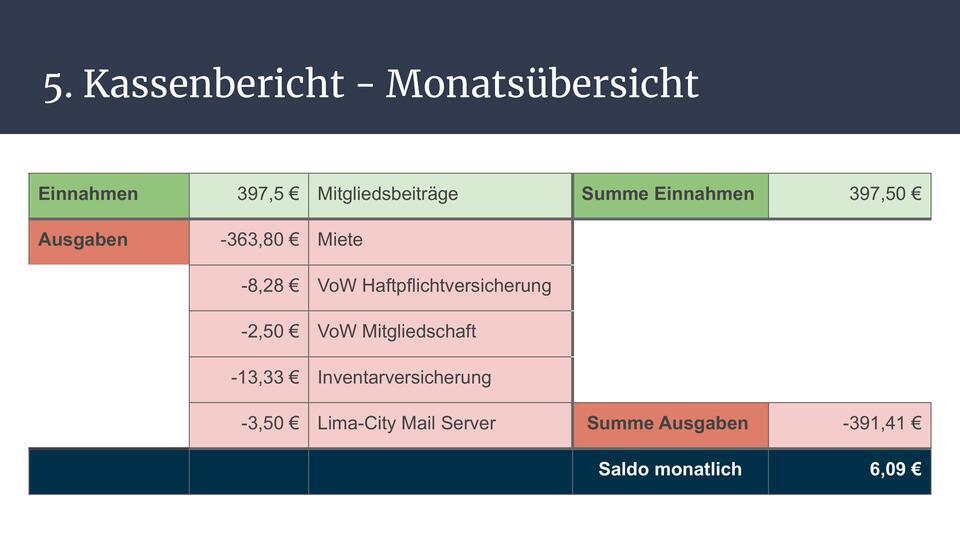 5. Kassenbericht - Monatsübersicht
Einnahmen 397,5 € Mitgliedsbeiträge Summe Einnahmen 397,50 €
Ausgaben -363,80 € Miete
-8,28 € VoW Haftpflichtversicherung
-2,50 € VoW Mitgliedschaft
-13,33 € Inventarversicherung
-3,50 € Lima-City Mail Server Summe Ausgaben -391,41 €
Saldo monatlich 6,09 €